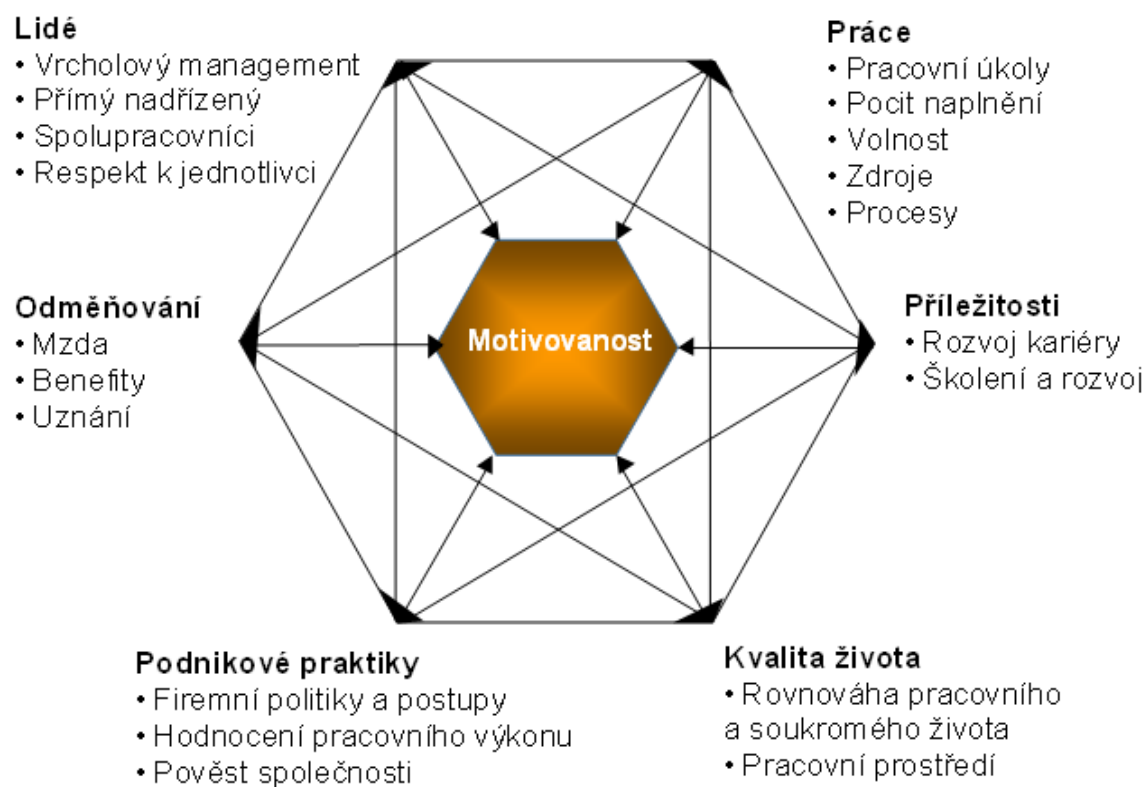 Lidé
• Vrcholový management
• Přímý nadřízený
• Spolupracovníci
• Respekt k jednotlivci
Práce
• Pracovní úkoly
• Pocit naplnění
• Volnost
• Zdroje
• Procesy
Odměňování
• Mzda
• Benefity
• Uznání
Motivovanost
Příležitosti
• Rozvoj kariéry
• Školení a rozvoj
Podnikové praktiky
• Firemní politiky a postupy
• Hodnocení pracovního výkonu
• Pověst společnosti
Kvalita života
• Rovnováha pracovního
a soukromého života
• Pracovní prostředí